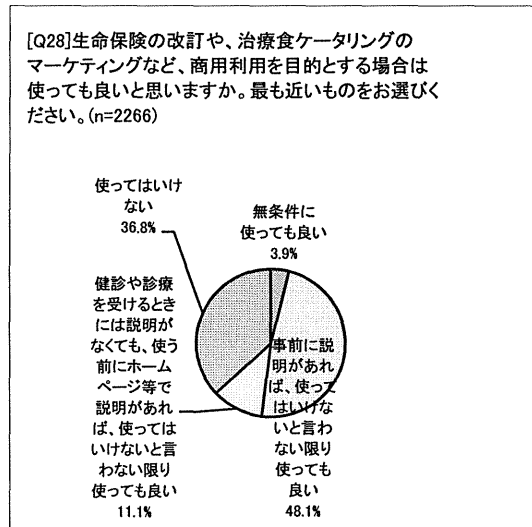 [Q28]生命保険の改訂や、治療食ケータリングの
マーケティングなど、商用利用を目的とする場合は
使っても良いと思いますか。最も近いものをお選びく
ださい。(n=2266)
使ってはいけ
ない
36.8%
無条件に
使っても良い
3.9%
健診や診療
を受けるとき
には説明が
なくても、使う
前にホーム
ページ等で
説明があれ
ば、使っては
いけないと言
わない限り
使っても良い
11.1%
事前に説
明があれ
ば、使って
はいけな
いと言わ
ない限り
使っても
良い
48.1%